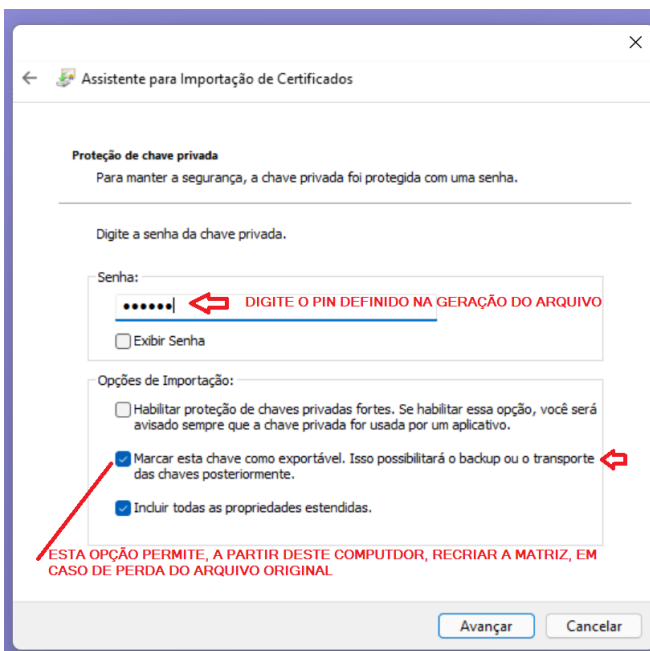 Assistente para Importação de Certificados
Proteção de chave privada
Para manter a segurança, a chave privada foi protegida com uma senha.
Digite a senha da chave privada.
Senha:
••••••
DIGITE O PIN DEFINIDO NA GERAÇÃO DO ARQUIVO
Exibir Senha
Opções de Importação:
Habilitar proteção de chaves privadas fortes. Se habilitar essa opção, você será
avisado sempre que a chave privada for usada por um aplicativo.
Marcar esta chave como exportável. Isso possibilitará o backup ou o transporte
das chaves posteriormente.
Incluir todas as propriedades estendidas.
ESTA OPÇÃO PERMITE, A PARTIR DESTE COMPUTDOR, RECRIAR A MATRIZ, EM
CASO DE PERDA DO ARQUIVO ORIGINAL
Avançar
Cancelar